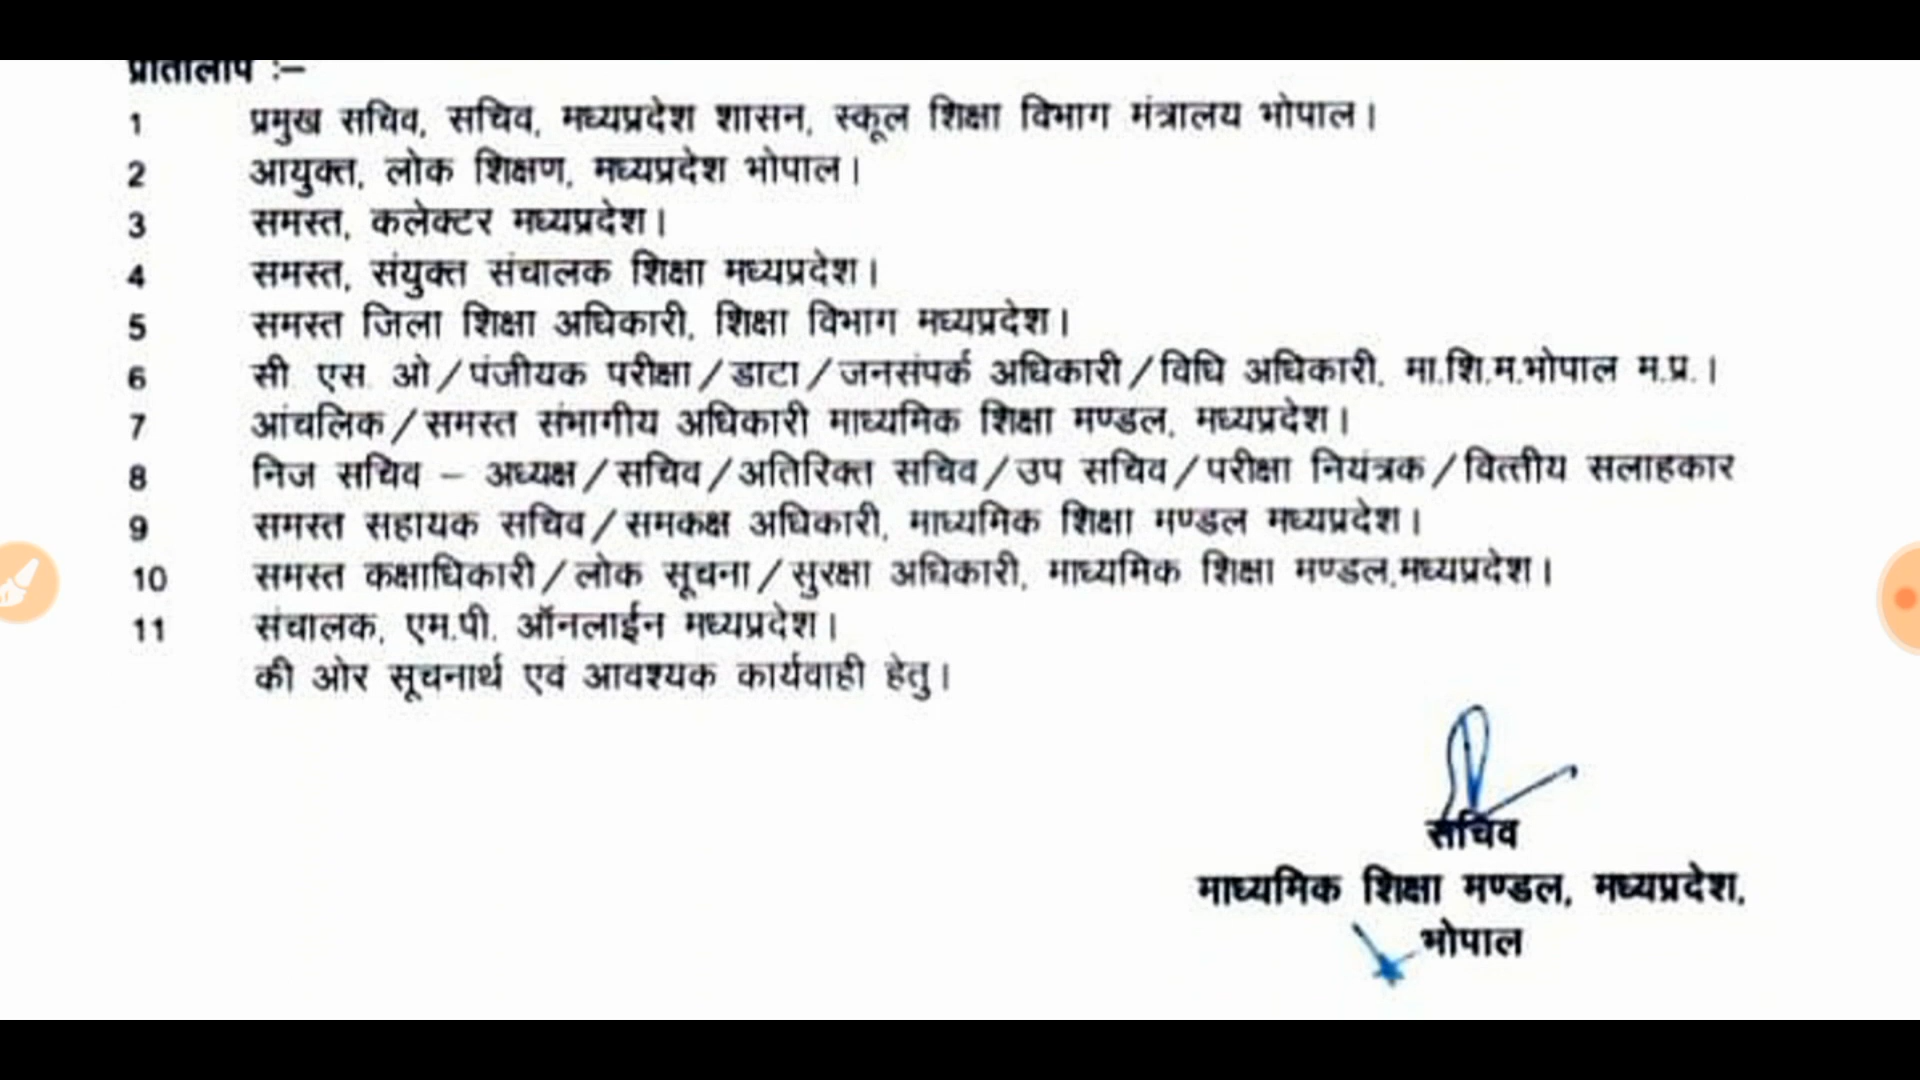 प्रतिलिपि :–
1 प्रमुख सचिव, सचिव, मध्यप्रदेश शासन, स्कूल शिक्षा विभाग मंत्रालय भोपाल।
2 आयुक्त, लोक शिक्षण, मध्यप्रदेश भोपाल।
3 समस्त, कलेक्टर मध्यप्रदेश।
4 समस्त, संयुक्त संचालक शिक्षा मध्यप्रदेश।
5 समस्त जिला शिक्षा अधिकारी, शिक्षा विभाग मध्यप्रदेश।
6 सी एस ओ/पंजीयक परीक्षा/डाटा/जनसंपर्क अधिकारी/विधि अधिकारी, मा.शि.म.भोपाल म.प्र.।
7 आंचलिक/समस्त संभागीय अधिकारी माध्यमिक शिक्षा मण्डल, मध्यप्रदेश।
8 निज सचिव – अध्यक्ष/सचिव/अतिरिक्त सचिव/उप सचिव/परीक्षा नियंत्रक/वित्तीय सलाहकार
9 समस्त सहायक सचिव/समकक्ष अधिकारी, माध्यमिक शिक्षा मण्डल मध्यप्रदेश।
10 समस्त कक्षाधिकारी/लोक सूचना/सुरक्षा अधिकारी, माध्यमिक शिक्षा मण्डल,मध्यप्रदेश।
11 संचालक, एम.पी. ऑनलाईन मध्यप्रदेश।
की ओर सूचनार्थ एवं आवश्यक कार्यवाही हेतु।
सचिव
माध्यमिक शिक्षा मण्डल, मध्यप्रदेश,
भोपाल